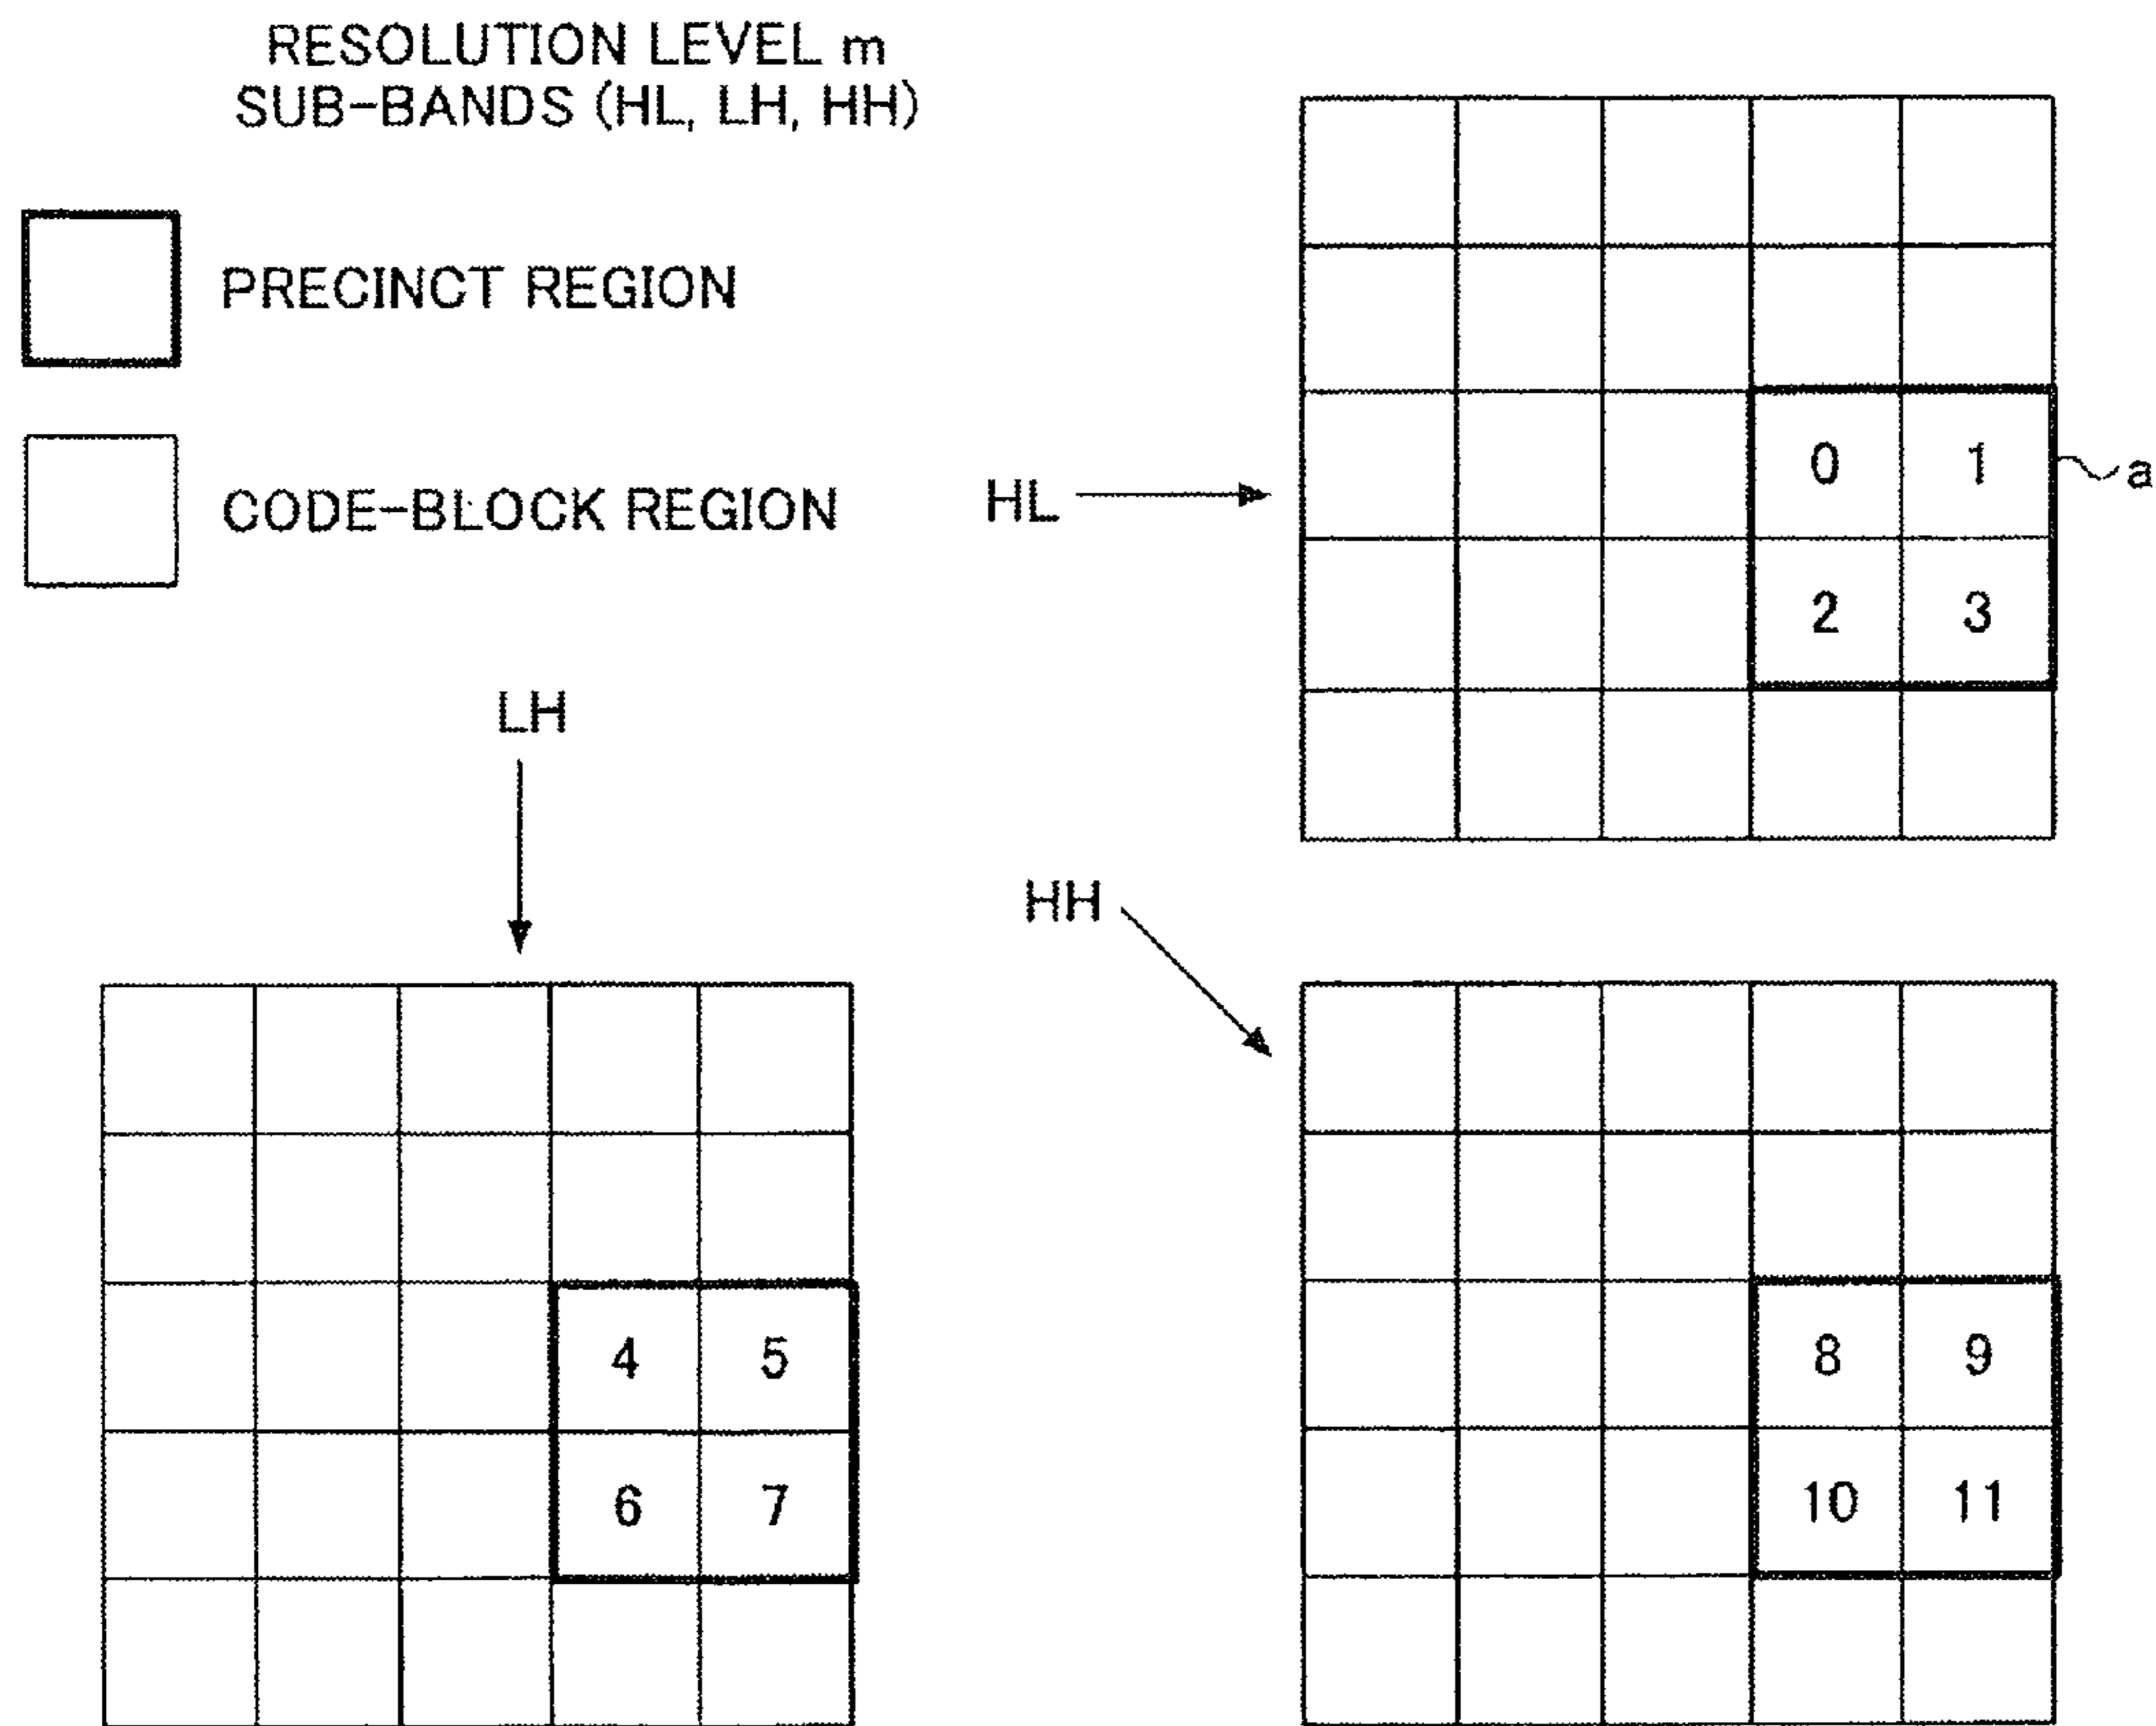 RESOLUTION LEVEL m
SUB-BANDS (HL, LH, HH)
PRECINCT REGION
CODE-BLOCK REGION
HL
0 1
a
2 3
LH
HH
4 5
6 7
8 9
10 11